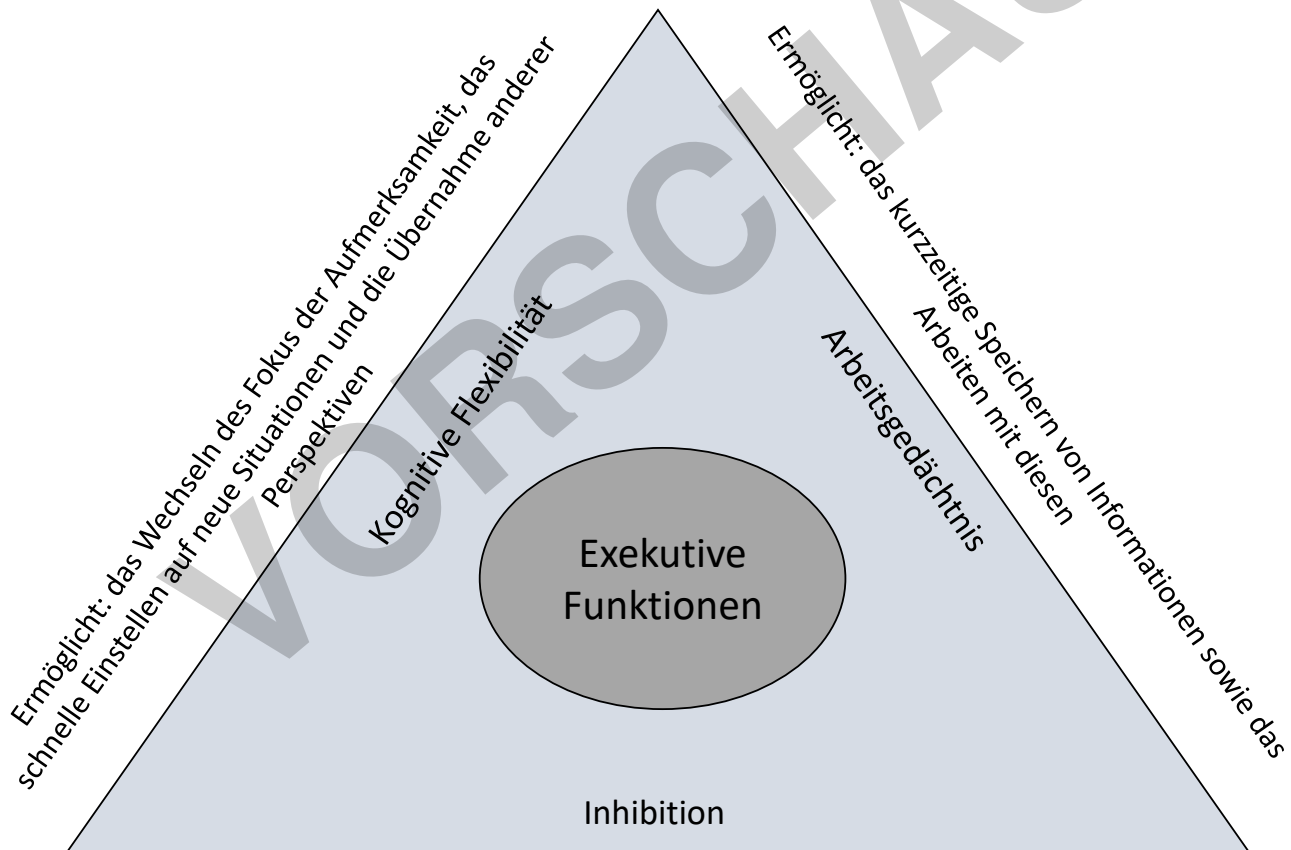 Ermöglicht: das Wechseln des Fokus der Aufmerksamkeit, das
schnelle Einstellen auf neue Situationen und die Übernahme anderer
Perspektiven
Kognitive Flexibilität
Ermöglicht: das kurzzeitige Speichern von Informationen sowie das
Arbeiten mit diesen
Arbeitsgedächtnis
Exekutive
Funktionen
Inhibition
VORSCHAU